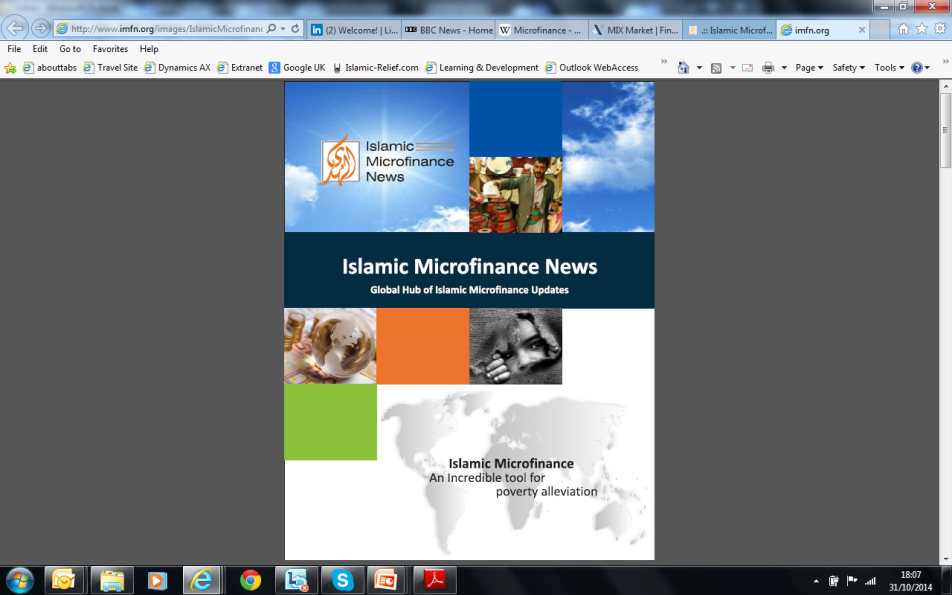 http://www.imfn.org/images/IslamicMicrofinanc
(2) Welcome! | Li...
BBC News - Home
Microfinance - ...
MIX Market | Fin...
.:: Islamic Microf...
imfn.org
File Edit Go to Favorites Help
abouttabs Travel Site Dynamics AX Extranet Google UK Islamic-Relief.com Learning & Development Outlook WebAccess Page Safety Tools
Islamic
Microfinance
News
Islamic Microfinance News
Global Hub of Islamic Microfinance Updates
Islamic Microfinance
An Incredible tool for
poverty alleviation
18:07
31/10/2014